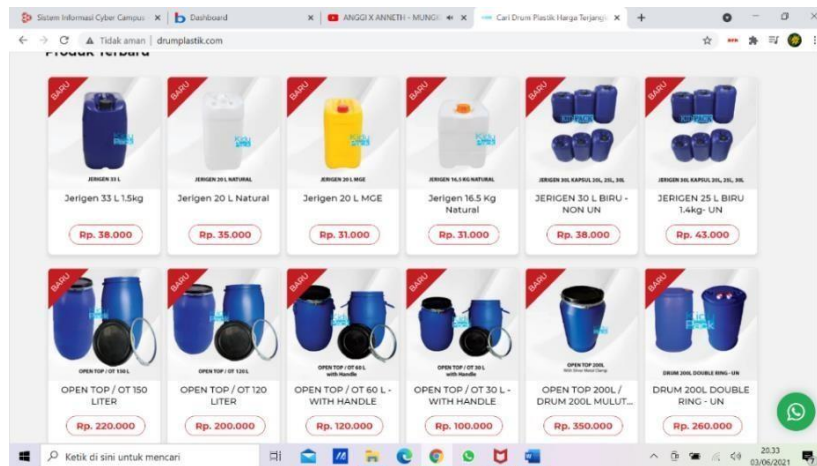 Sistem Informasi Cyber Campus
Dashboard
ANGGI X ANNETH - MUNGK
Cari Drum Plastik Harga Terjangk
Tidak aman
drumplastik.com
Produk Terbaru
BARU
BARU
BARU
BARU
BARU
BARU
JERIGEN 33 L
JERIGEN 20 L NATURAL
JERIGEN 20 L MGE
JERIGEN 16.5 KG NATURAL
JERIGEN 30L KAPSUL 20L, 25L, 30L
JERIGEN 30L KAPSUL 20L, 25L, 30L
Jerigen 33 L 1.5kg
Jerigen 20 L Natural
Jerigen 20 L MGE
Jerigen 16.5 Kg
Natural
JERIGEN 30 L BIRU -
NON UN
JERIGEN 25 L BIRU
1.4kg- UN
Rp. 38.000
Rp. 35.000
Rp. 31.000
Rp. 31.000
Rp. 38.000
Rp. 43.000
BARU
BARU
BARU
BARU
BARU
BARU
OPEN TOP / OT 150 L
OPEN TOP / OT 120 L
OPEN TOP / OT 60 L
with Handle
OPEN TOP / OT 30 L
with Handle
OPEN TOP 200L
DRUM 200L DOUBLE RING - UN
OPEN TOP / OT 150
LITER
OPEN TOP / OT 120
LITER
OPEN TOP / OT 60 L -
WITH HANDLE
OPEN TOP / OT 30 L -
WITH HANDLE
OPEN TOP 200L /
DRUM 200L MULUT...
DRUM 200L DOUBLE
RING - UN
Rp. 220.000
Rp. 200.000
Rp. 120.000
Rp. 100.000
Rp. 350.000
Rp. 260.000
Ketik di sini untuk mencari
20.33
03/06/2021